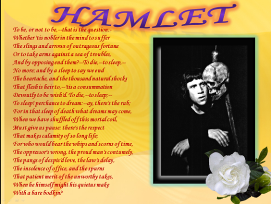 HAMLET
To be, or not to be,--that is the question:
Whether 'tis nobler in the mind to suffer
The slings and arrows of outrageous fortune
Or to take arms against a sea of troubles,
And by opposing end them?--To die,--to sleep,--
No more; and by a sleep to say we end
The heartache, and the thousand natural shocks
That flesh is heir to,--'tis a consummation
Devoutly to be wish'd. To die,--to sleep;--
To sleep! perchance to dream:--ay, there's the rub;
For in that sleep of death what dreams may come,
When we have shuffled off this mortal coil,
Must give us pause: there's the respect
That makes calamity of so long life;
For who would bear the whips and scorns of time,
The oppressor's wrong, the proud man's contumely,
The pangs of despis'd love, the law's delay,
The insolence of office, and the spurns
That patient merit of the unworthy takes,
When he himself might his quietus make
With a bare bodkin?